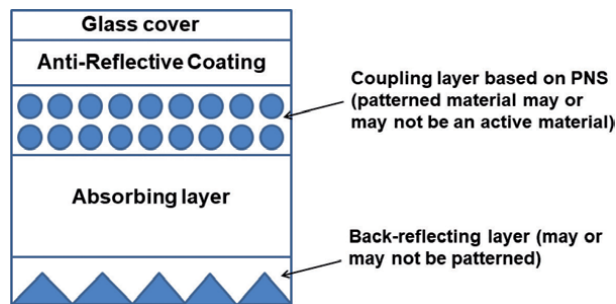 Glass cover
Anti-Reflective Coating
Coupling layer based on PNS
(patterned material may or
may not be an active material)
Absorbing layer
Back-reflecting layer (may or
may not be patterned)